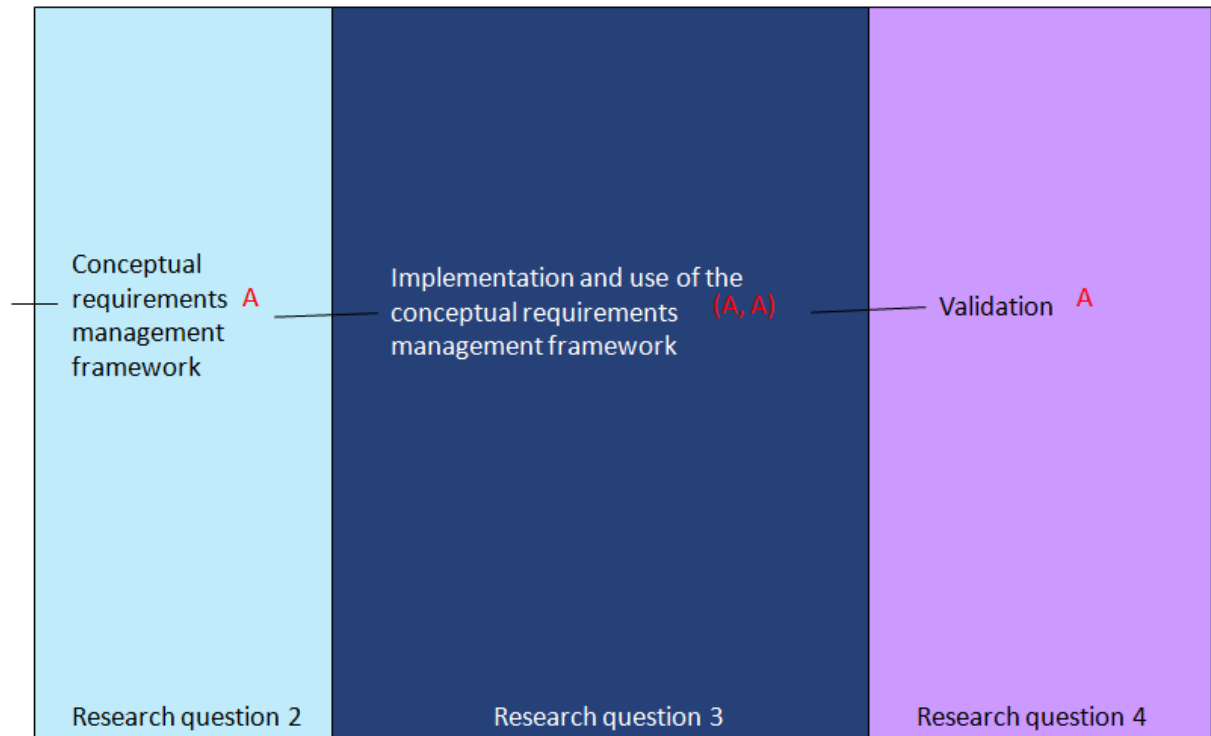 Conceptual
requirements A
management
framework
Implementation and use of the
conceptual requirements (A, A)
management framework
Validation A
Research question 2
Research question 3
Research question 4